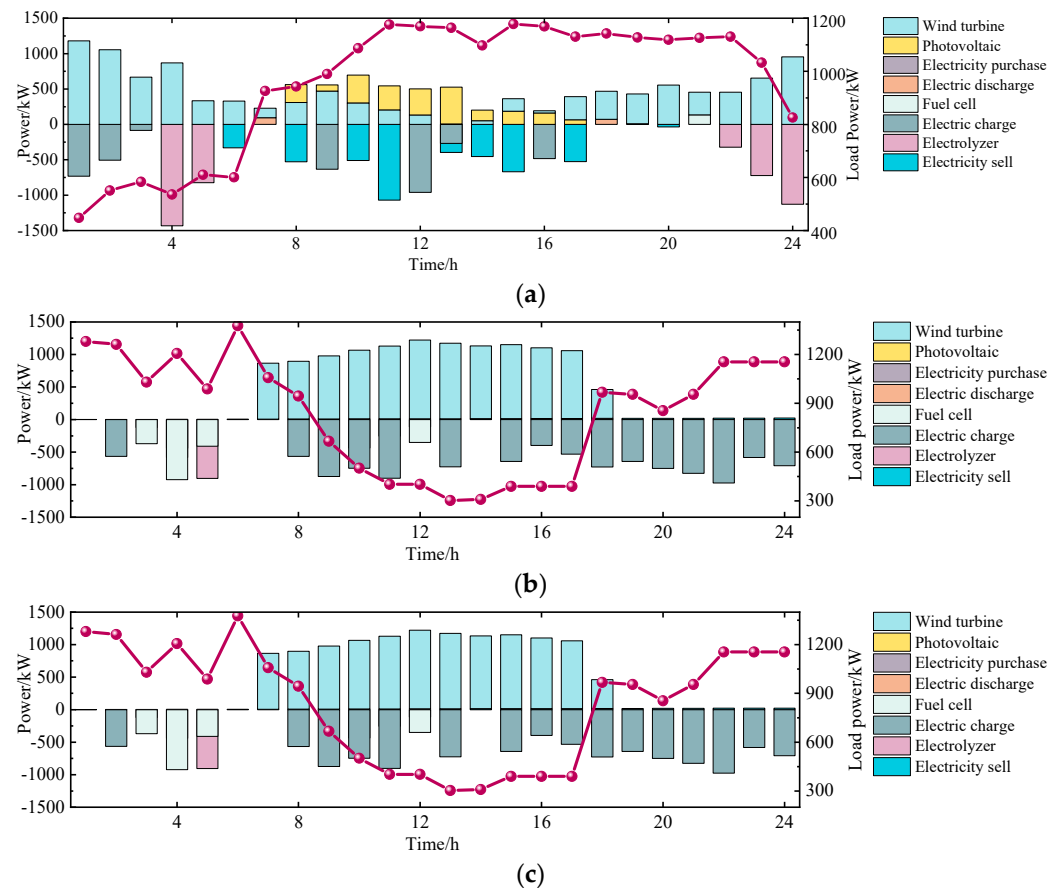 1500
1000
500
0
-500
-1000
-1500
Power/kW
1200
1000
800
600
400
Load Power/kW
4 8 12 16 20 24
Time/h
Wind turbine
Photovoltaic
Electricity purchase
Electric discharge
Fuel cell
Electric charge
Electrolyzer
Electricity sell
(a)
1500
1000
500
0
-500
-1000
-1500
Power/kW
1200
900
600
300
Load power/kW
4 8 12 16 20 24
Time/h
Wind turbine
Photovoltaic
Electricity purchase
Electric discharge
Fuel cell
Electric charge
Electrolyzer
Electricity sell
(b)
1500
1000
500
0
-500
-1000
-1500
Power/kW
1200
900
600
300
Load power/kW
4 8 12 16 20 24
Time/h
Wind turbine
Photovoltaic
Electricity purchase
Electric discharge
Fuel cell
Electric charge
Electrolyzer
Electricity sell
(c)